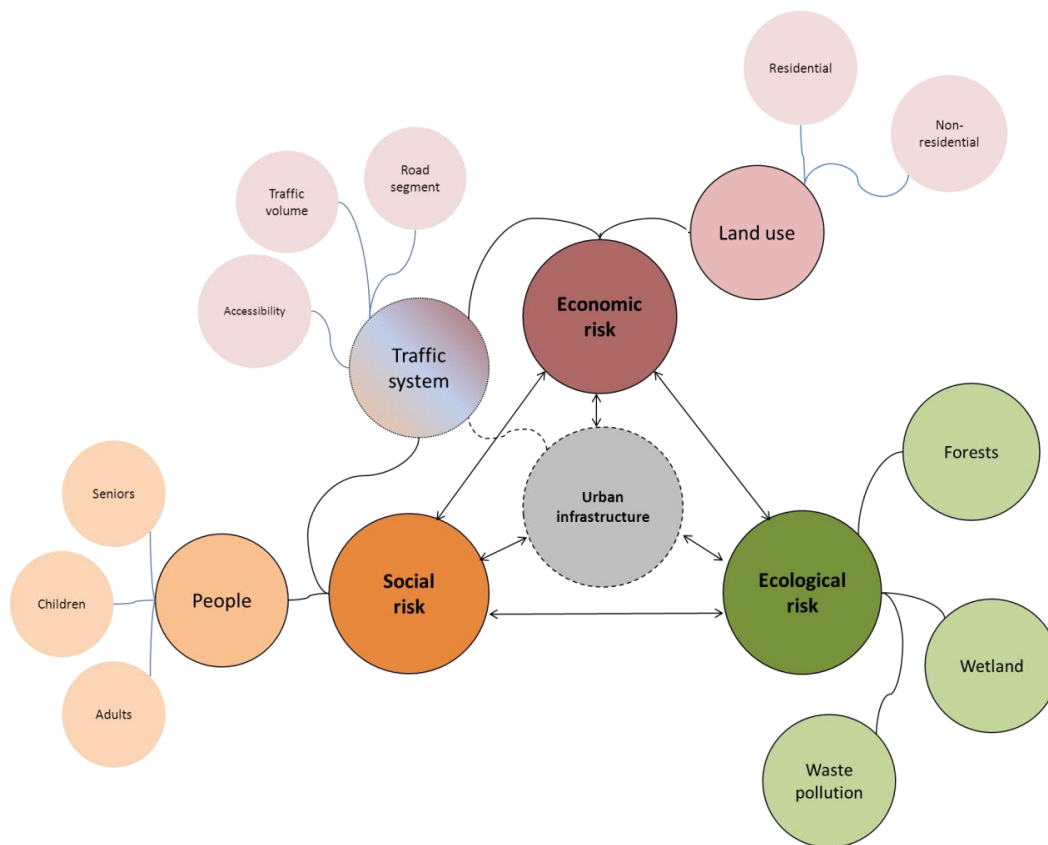 Residential
Non-
residential
Road
segment
Traffic
volume
Land use
Accessibility
Economic
risk
Traffic
system
Forests
Seniors
Urban
infrastructure
Children
People
Social
risk
Ecological
risk
Wetland
Adults
Waste
pollution